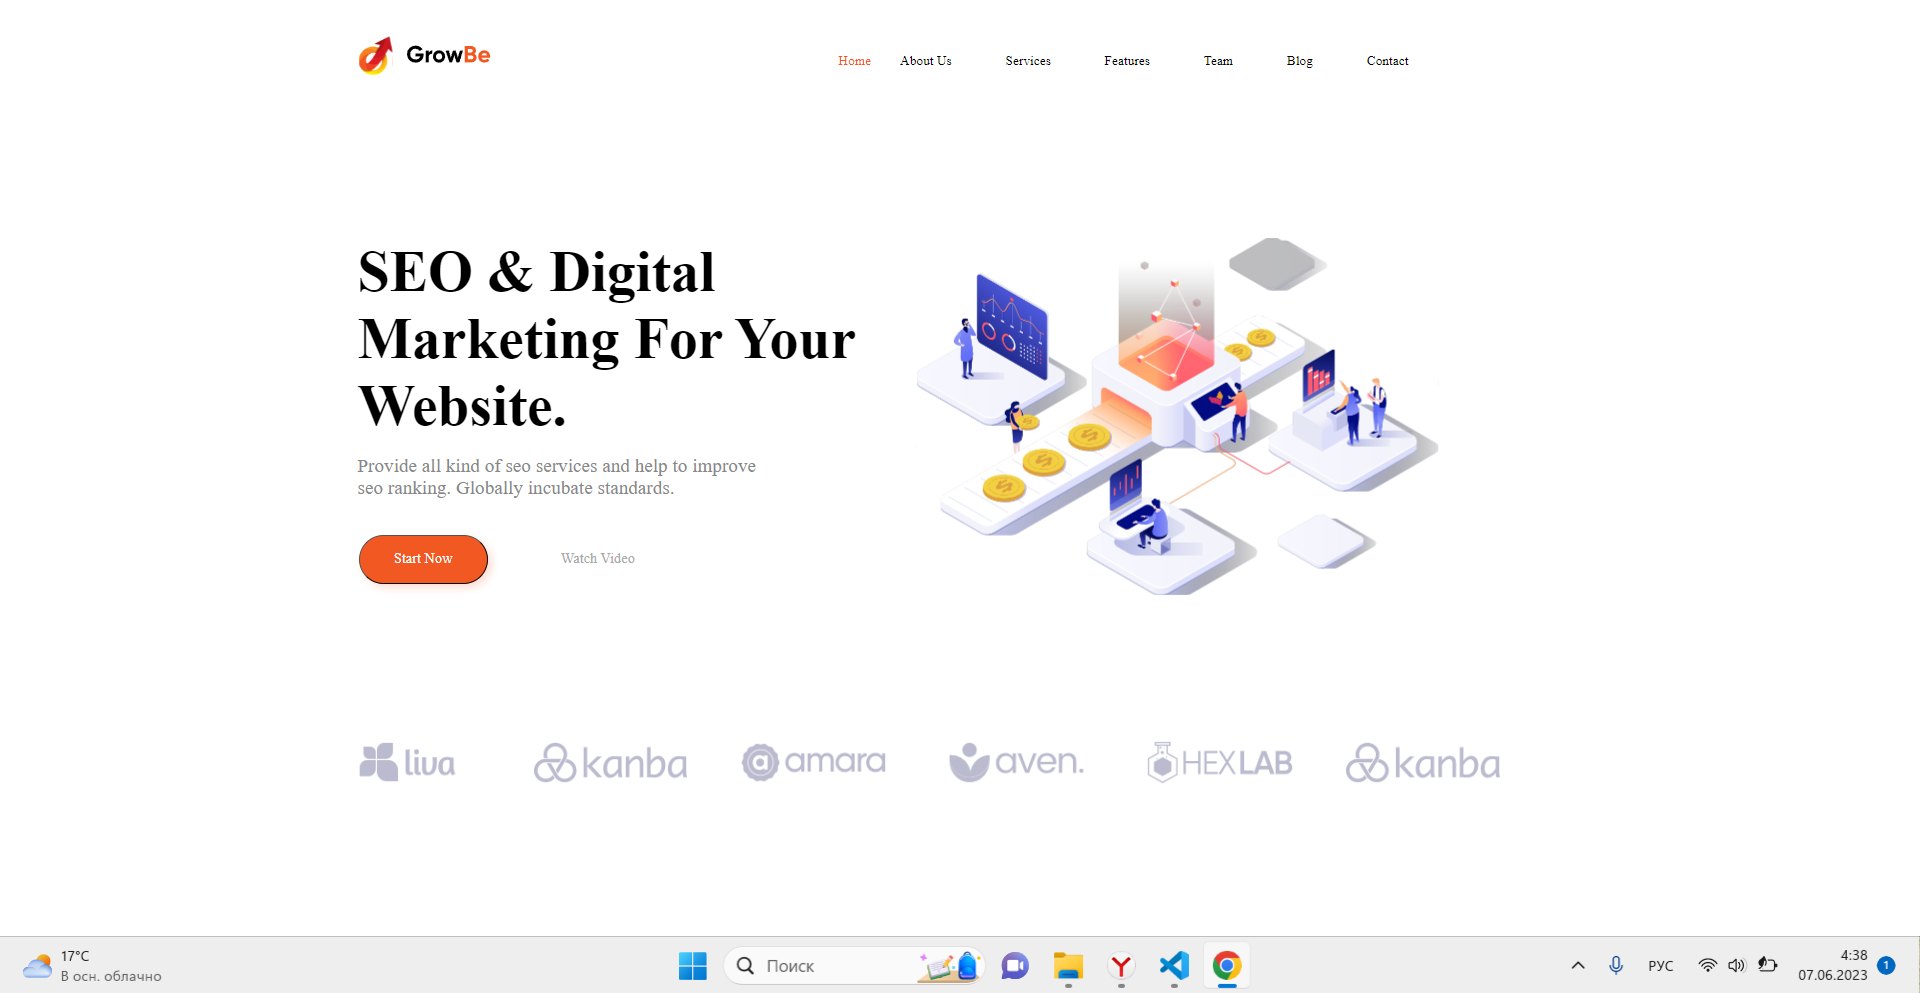 GrowBe
Home About Us Services Features Team Blog Contact
SEO & Digital
Marketing For Your
Website.
Provide all kind of seo services and help to improve
seo ranking. Globally incubate standards.
Start Now Watch Video
liva kanba amara aven. HEXLAB kanba
17°C
В осн. облачно
Поиск
РУС
4:38
07.06.2023
1